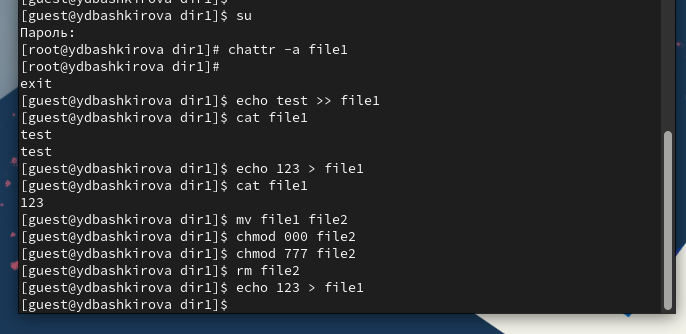 [guest@ydbashkirova dir1]$
[guest@ydbashkirova dir1]$ su
Пароль:
[root@ydbashkirova dir1]# chattr -a file1
[root@ydbashkirova dir1]#
exit
[guest@ydbashkirova dir1]$ echo test >> file1
[guest@ydbashkirova dir1]$ cat file1
test
test
[guest@ydbashkirova dir1]$ echo 123 > file1
[guest@ydbashkirova dir1]$ cat file1
123
[guest@ydbashkirova dir1]$ mv file1 file2
[guest@ydbashkirova dir1]$ chmod 000 file2
[guest@ydbashkirova dir1]$ chmod 777 file2
[guest@ydbashkirova dir1]$ rm file2
[guest@ydbashkirova dir1]$ echo 123 > file1
[guest@ydbashkirova dir1]$